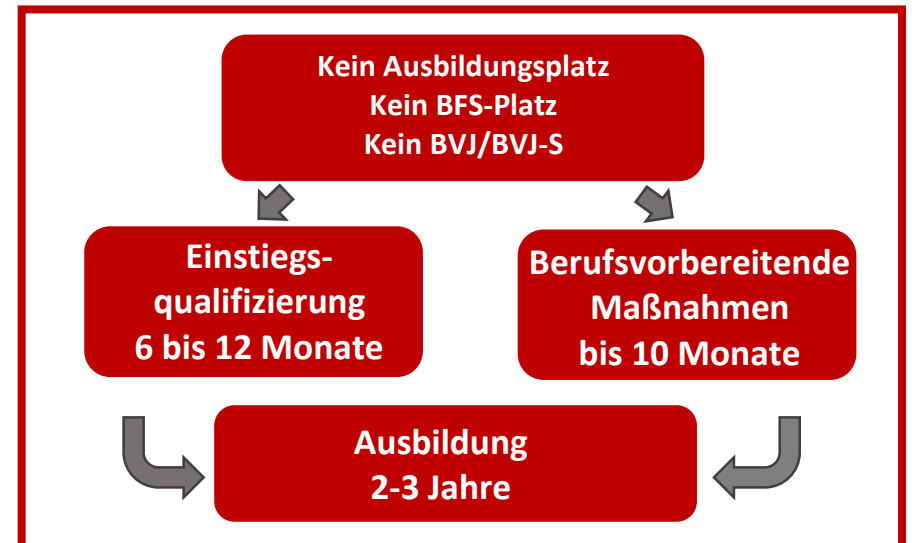 Kein Ausbildungsplatz
Kein BFS-Platz
Kein BVJ/BVJ-S
Einstiegs-
qualifizierung
6 bis 12 Monate
Berufsvorbereitende
Maßnahmen
bis 10 Monate
Ausbildung
2-3 Jahre